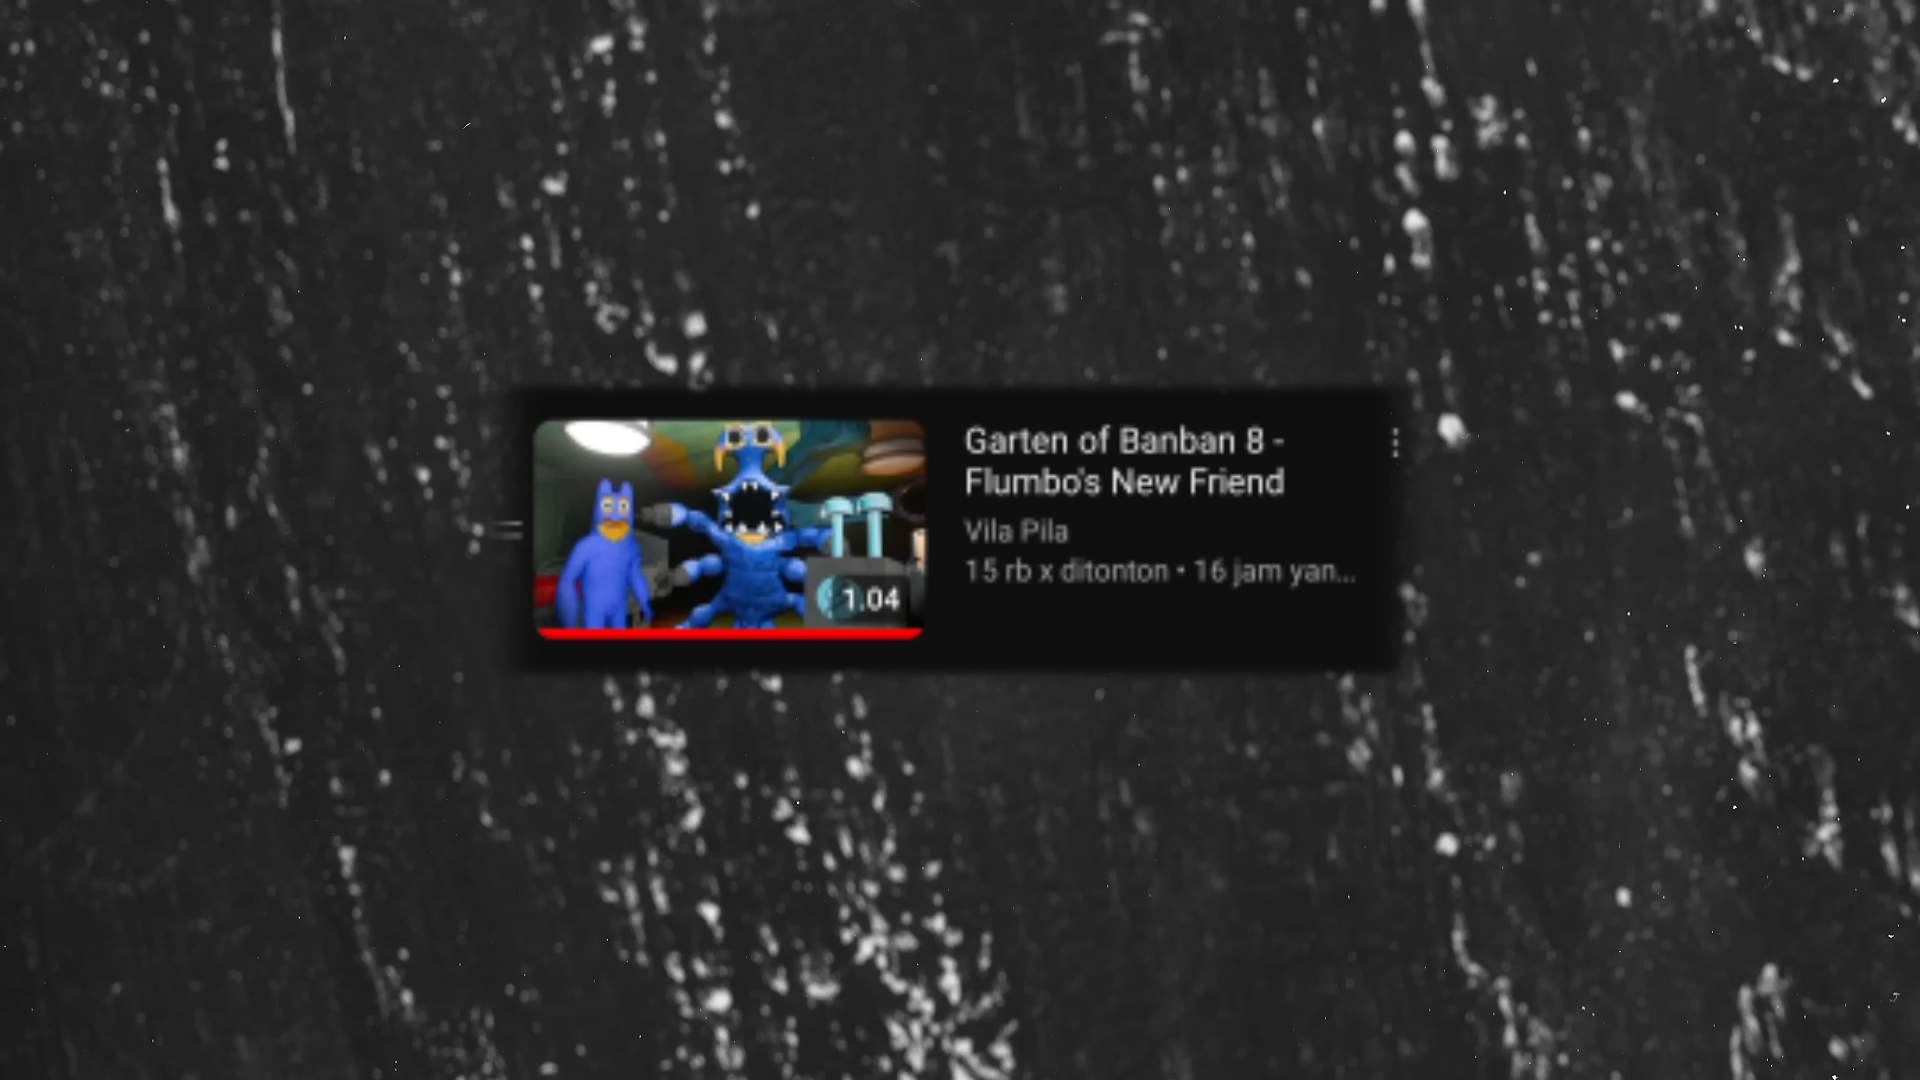 Garten of Banban 8 -
Flumbo's New Friend
Vila Pila
15 rb x ditonton • 16 jam yan...
1.04